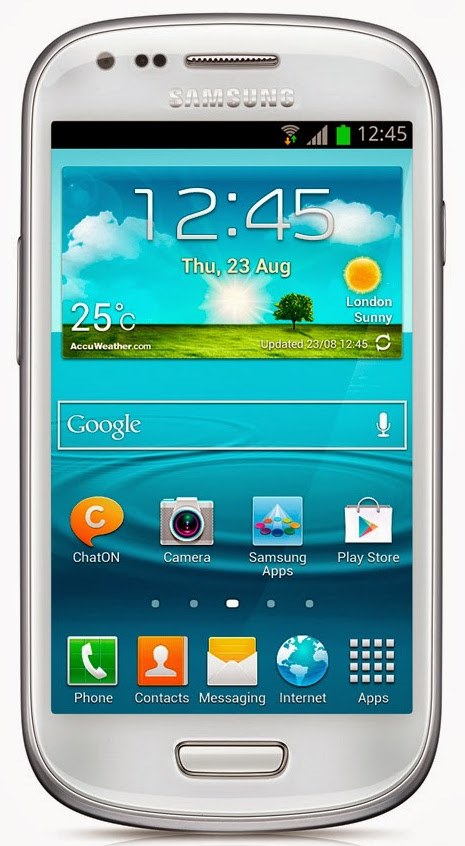 SAMSUNG
12:45
12:45
Thu, 23 Aug
London
Sunny
25°C
AccuWeather.com
Updated 23/08 12:45
Google
C
ChatON
Camera
Samsung
Apps
Play Store
Phone
Contacts
Messaging
Internet
Apps